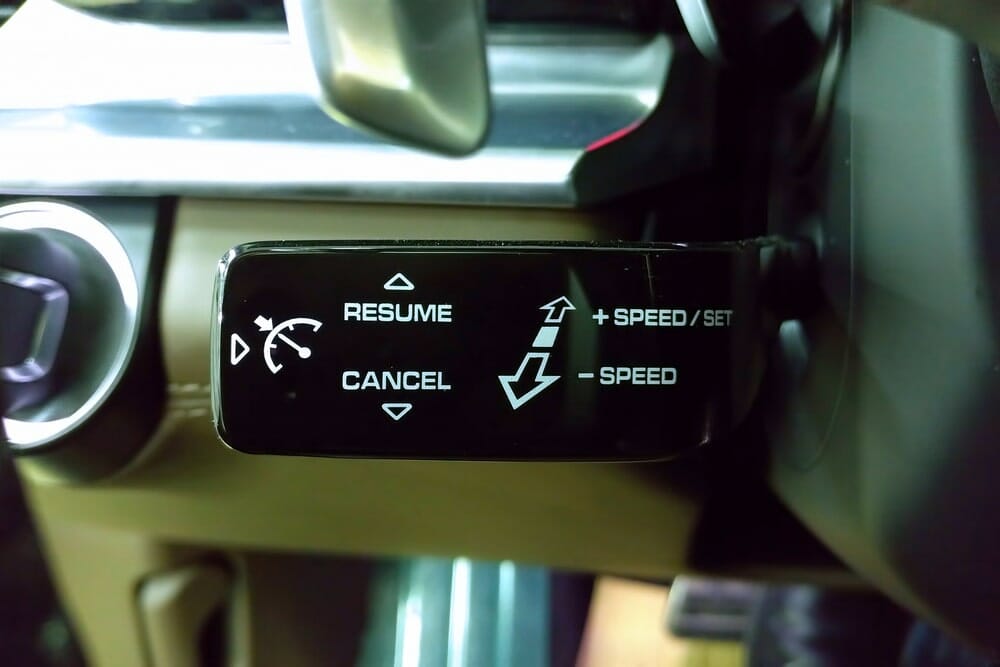 RESUME
+ SPEED / SET
CANCEL
- SPEED